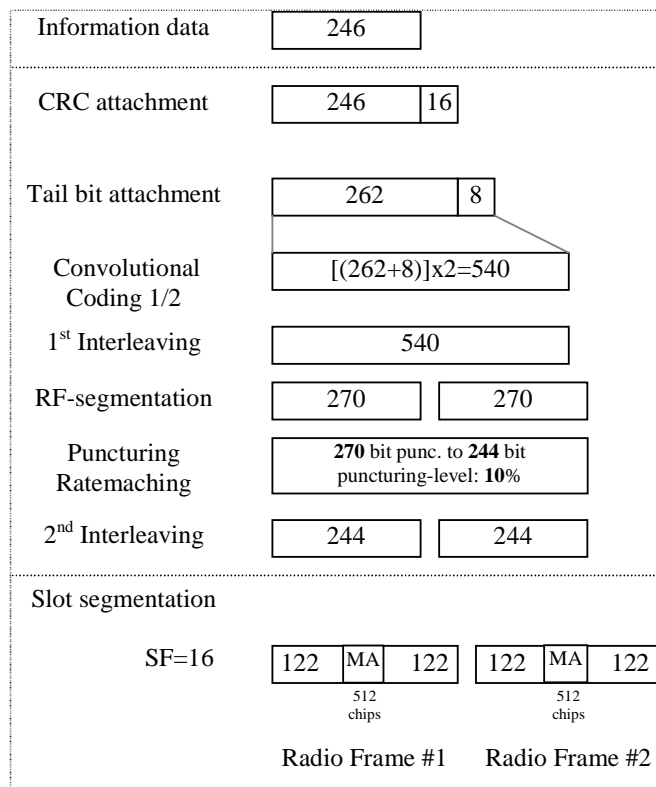 Information data 246
CRC attachment 246 16
Tail bit attachment 262 8
Convolutional
Coding 1/2
[(262+8)]x2=540
1st Interleaving 540
RF-segmentation 270 270
Puncturing
Ratemaching
270 bit punc. to 244 bit
puncturing-level: 10%
2nd Interleaving 244 244
Slot segmentation
SF=16 122 MA 122 122 MA 122
512 512
chips chips
Radio Frame #1 Radio Frame #2